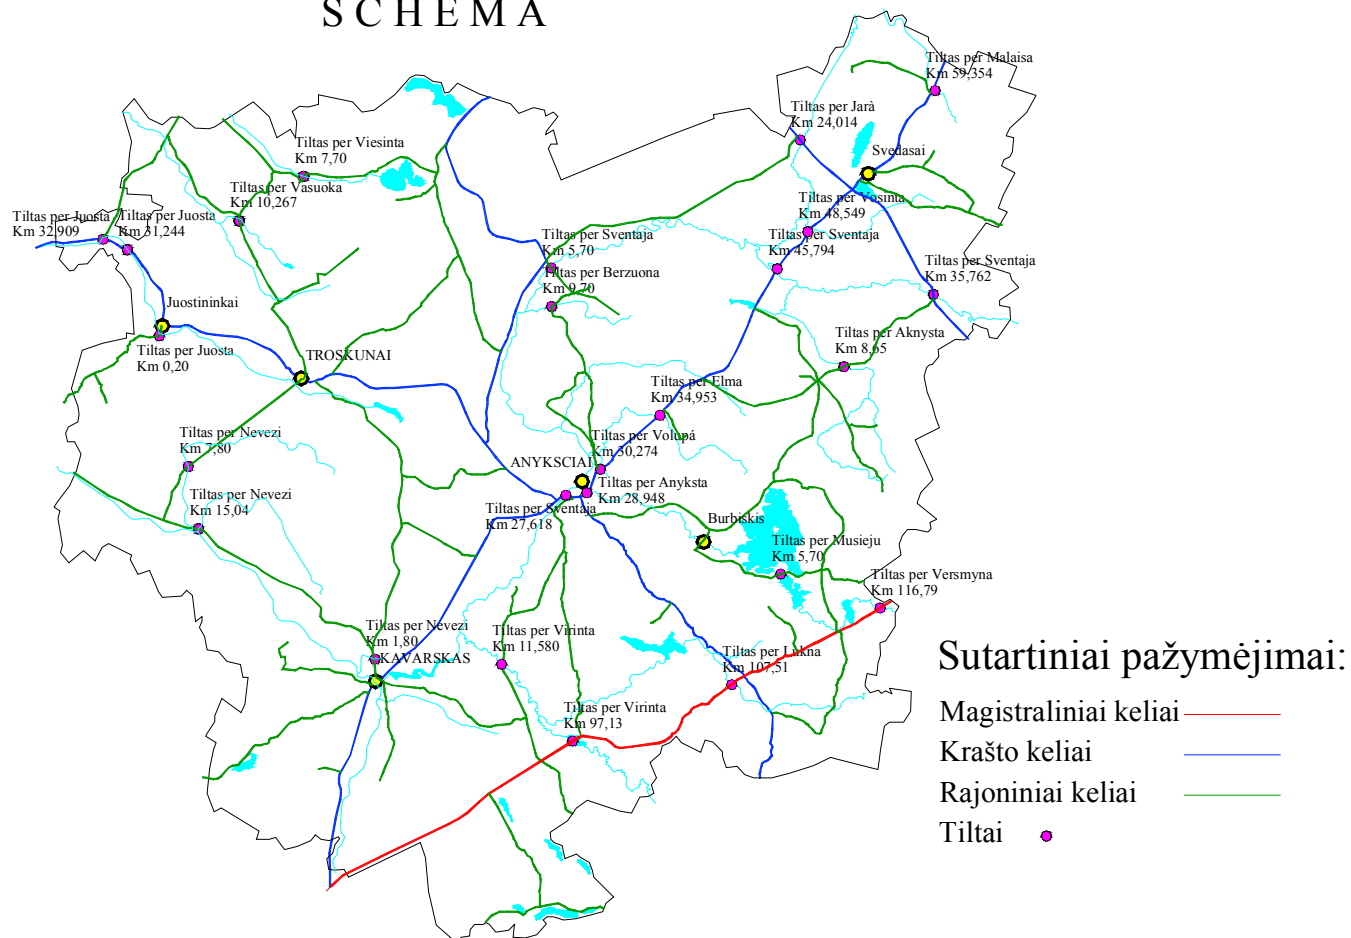 SCHEMA
Tiltas per Malaisa
Km 59,354
Tiltas per Jarà
Km 24,014
Svedasai
Tiltas per Viesinta
Km 7,70
Tiltas per Vasuoka
Km 10,267
Tiltas per Juosta
Km 32,909
Tiltas per Juosta
Km 31,244
Tiltas per Vosinta
Km 48,549
Tiltas per Sventaja
Km 45,794
Tiltas per Sventaja
Km 5,70
Tiltas per Berzuona
Km 9,70
Tiltas per Sventaja
Km 35,762
Juostininkai
Tiltas per Juosta
Km 0,20
TROSKUNAI
Tiltas per Aknysta
Km 8,65
Tiltas per Elma
Km 34,953
Tiltas per Nevezi
Km 7,80
Tiltas per Volupá
Km 30,274
ANYKSCIAI
Tiltas per Anyksta
Km 28,948
Tiltas per Nevezi
Km 15,04
Tiltas per Sventaja
Km 27,618
Burbiskis
Tiltas per Musieju
Km 5,70
Tiltas per Versmyna
Km 116,79
Tiltas per Nevezi
Km 1,80
KAVARSKAS
Tiltas per Virinta
Km 11,580
Tiltas per Lukna
Km 107,51
Tiltas per Virinta
Km 97,13
Sutartiniai pažymėjimai:
Magistraliniai keliai
Krašto keliai
Rajoniniai keliai
Tiltai